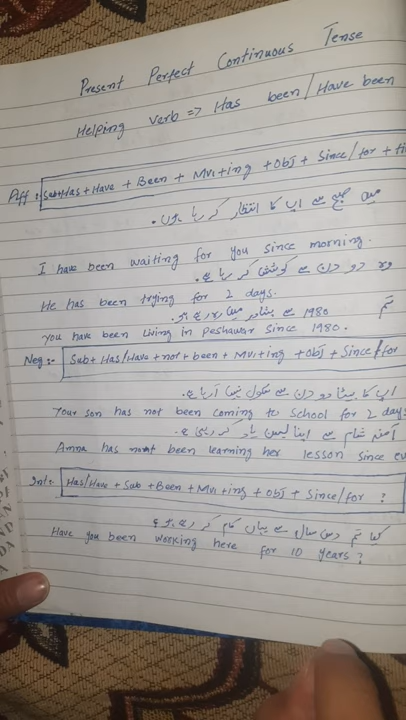 Present Perfect Continuous Tense
Helping verb => Has been / Have been
Aff: Sub+Has+Have + Been + Mv1+ing + Obj + Since/for + ti
میں صبح سے آپ کا انتظار کر رہا ہوں۔
I have been waiting for you since morning.
وہ دو دن سے کوشش کر رہا ہے۔
He has been trying for 2 days.
تم 1980 سے پشاور میں رہ رہے ہو۔
You have been Living in Peshawar since 1980.
Neg: Sub+ Has/Have + not + been + Mv1+ing + obj + Since/for
آپ کا بیٹا دو دن سے سکول نہیں آرہا ہے۔
Your son has not been coming to School for 2 days
آمنہ شام سے اپنا لیسن یاد کر رہی ہے۔
Amna has not been learning her lesson since ev
Int: Has/Have + Sub + Been + Mv1 + ing + obj + Since/for ?
کیا تم دس سال سے یہاں کام کر رہے ہو؟
Have you been working here for 10 years?